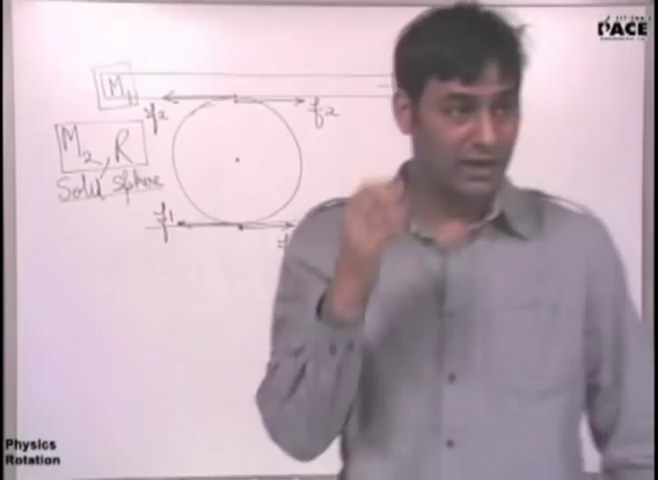 PACE
M1
f2
f2
M2, R
Solid Sphere
f1
Physics
Rotation